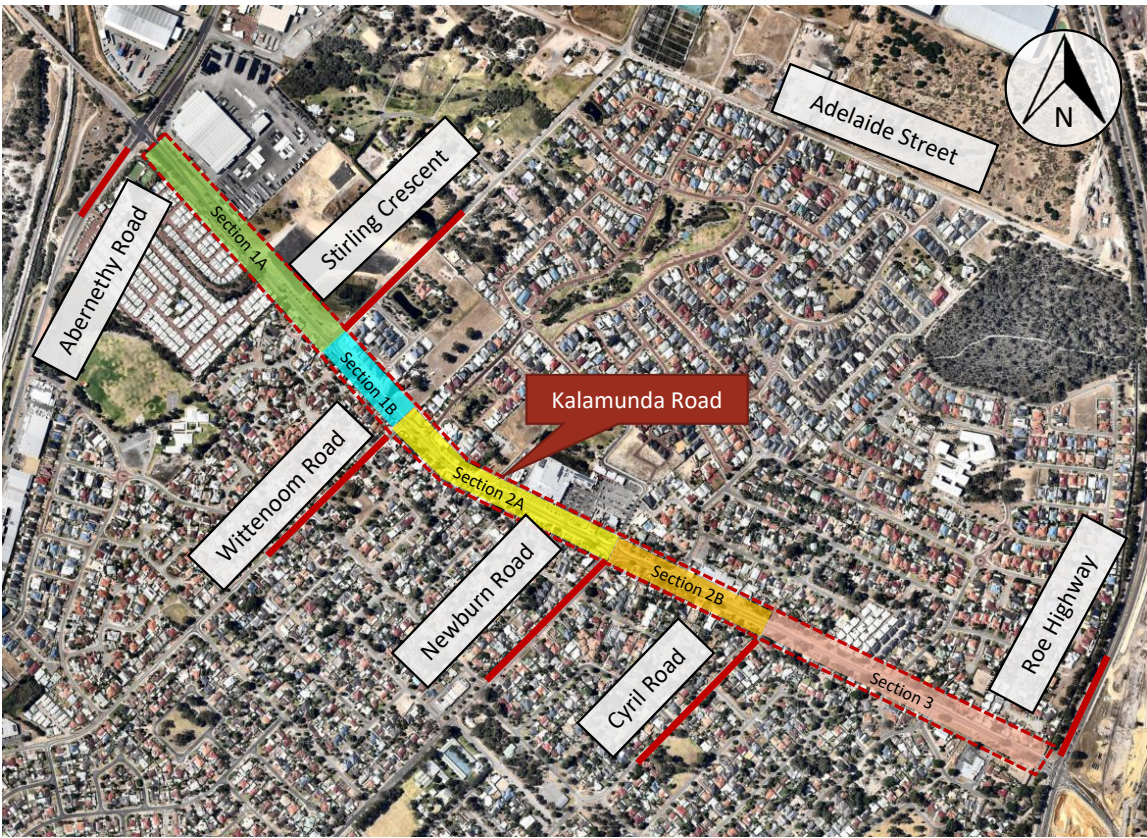 Adelaide Street
N
Stirling Crescent
Section 1A
Abernethy Road
Section 1B
Kalamunda Road
Wittenoom Road
Section 2A
Newburn Road
Section 2B
Roe Highway
Cyril Road
Section 3